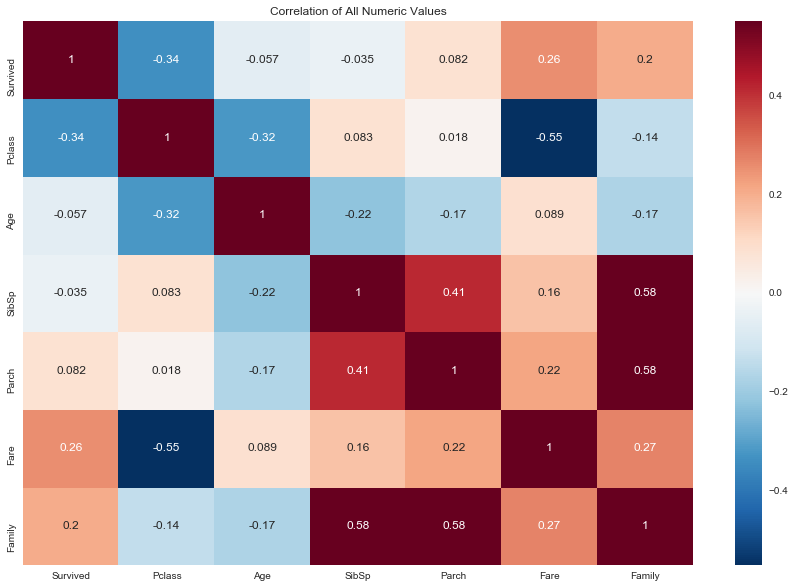 Correlation of All Numeric Values
Survived 1 -0.34 -0.057 -0.035 0.082 0.26 0.2
Pclass -0.34 1 -0.32 0.083 0.018 -0.55 -0.14
Age -0.057 -0.32 1 -0.22 -0.17 0.089 -0.17
SibSp -0.035 0.083 -0.22 1 0.41 0.16 0.58
Parch 0.082 0.018 -0.17 0.41 1 0.22 0.58
Fare 0.26 -0.55 0.089 0.16 0.22 1 0.27
Family 0.2 -0.14 -0.17 0.58 0.58 0.27 1
Survived Pclass Age SibSp Parch Fare Family
0.4
0.2
0.0
−0.2
−0.4